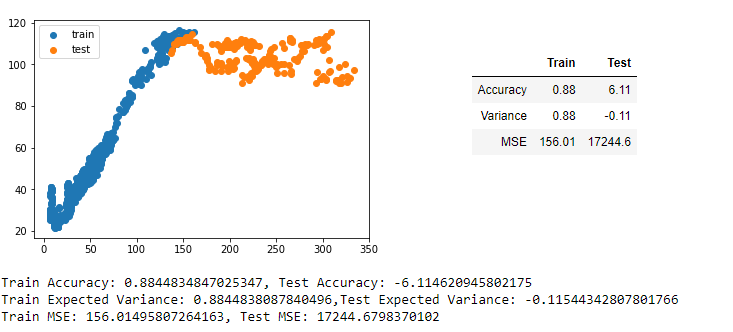 120
100
80
60
40
20
train
test
0 50 100 150 200 250 300 350
Train Test
Accuracy 0.88 6.11
Variance 0.88 -0.11
MSE 156.01 17244.6
Train Accuracy: 0.8844834847025347, Test Accuracy: -6.114620945802175
Train Expected Variance: 0.8844838087840496,Test Expected Variance: -0.11544342807801766
Train MSE: 156.01495807264163, Test MSE: 17244.6798370102